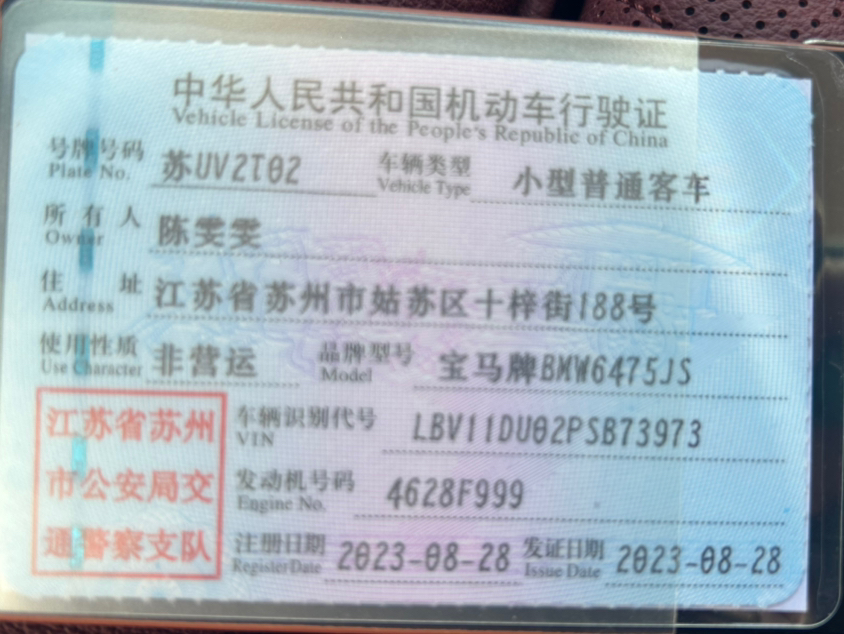 中华人民共和国机动车行驶证
Vehicle License of the People's Republic of China
号牌号码 苏UV2T02 车辆类型 小型普通客车
Plate No. Vehicle Type
所有人 陈雯雯
Owner
住址 江苏省苏州市姑苏区十梓街188号
Address
使用性质 非营运 品牌型号 宝马牌BMW6475JS
Use Character Model
江苏省苏州 车辆识别代号 LBV11DU02PSB73973
VIN
市公安局交 发动机号码 4628F999
Engine No.
通警察支队 注册日期 2023-08-28 发证日期 2023-08-28
Register Date Issue Date